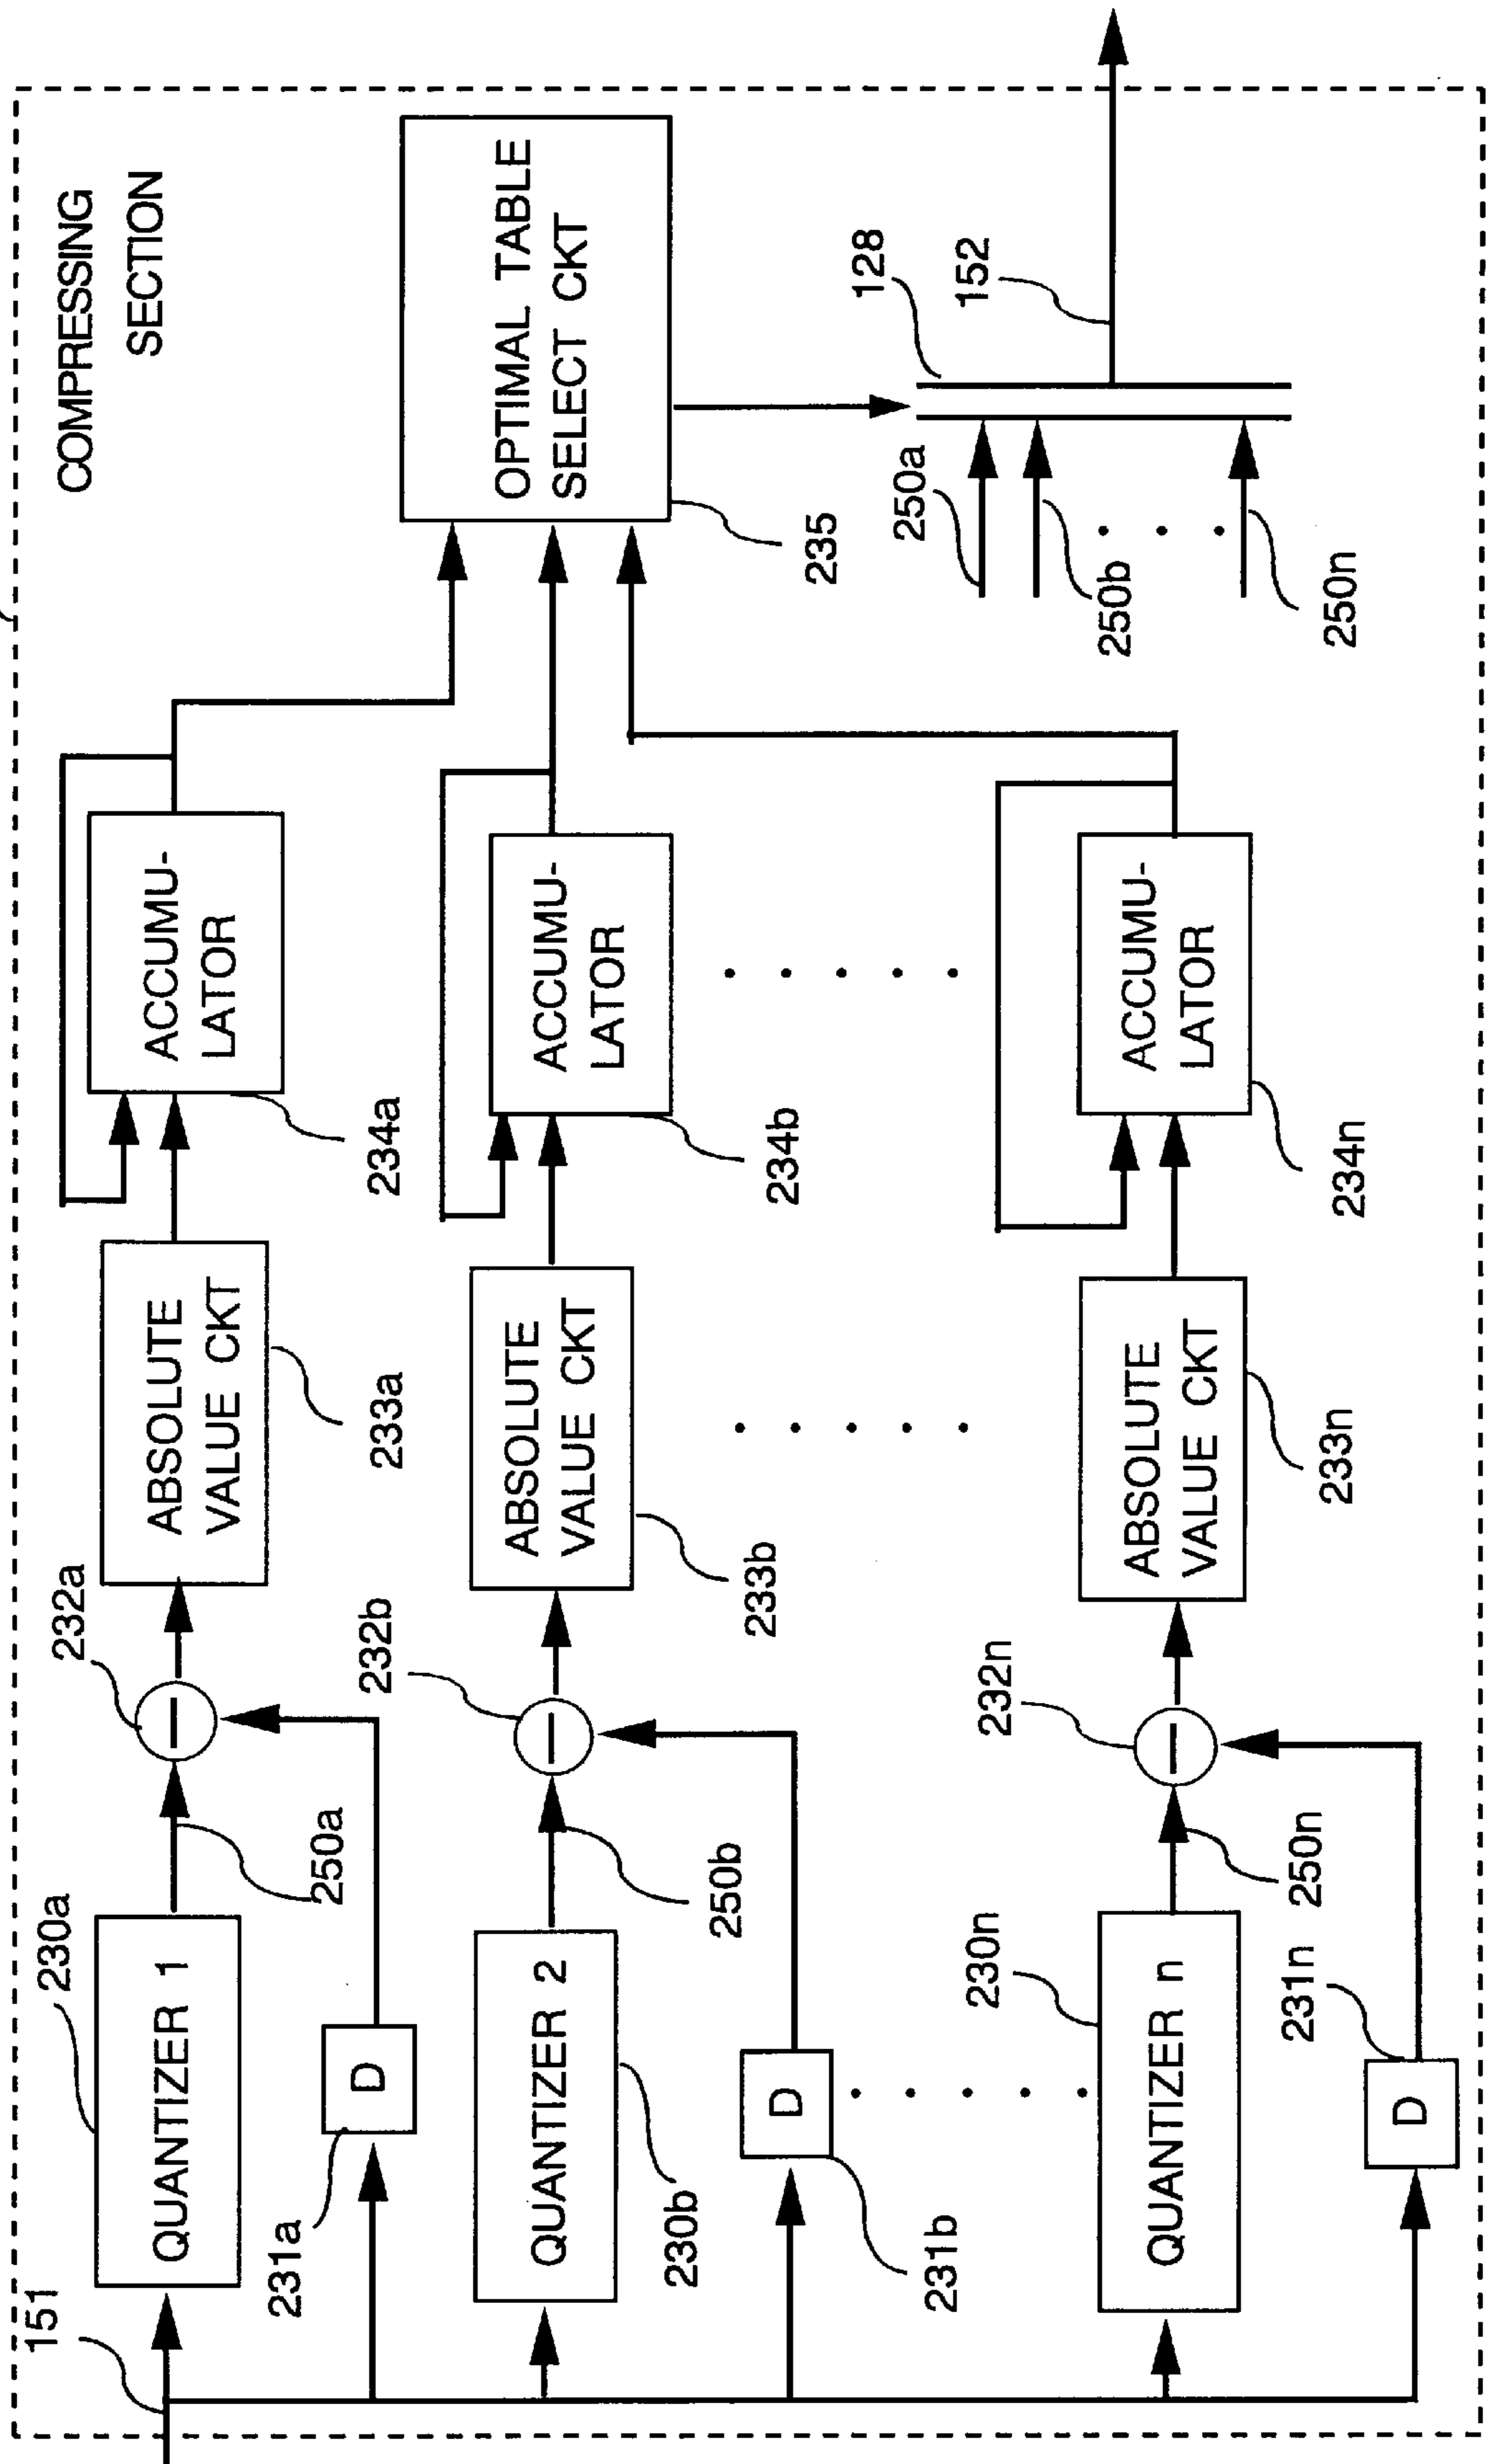 COMPRESSING
SECTION
151
230a
QUANTIZER 1
250a
232a
ABSOLUTE
VALUE CKT
233a
ACCUMU-
LATOR
234a
231a
D
QUANTIZER 2
230b
250b
232b
ABSOLUTE
VALUE CKT
233b
ACCUMU-
LATOR
234b
OPTIMAL TABLE
SELECT CKT
235
D
231b
230n
QUANTIZER n
250n
232n
ABSOLUTE
VALUE CKT
233n
ACCUMU-
LATOR
234n
231n
D
250a
250b
250n
128
152